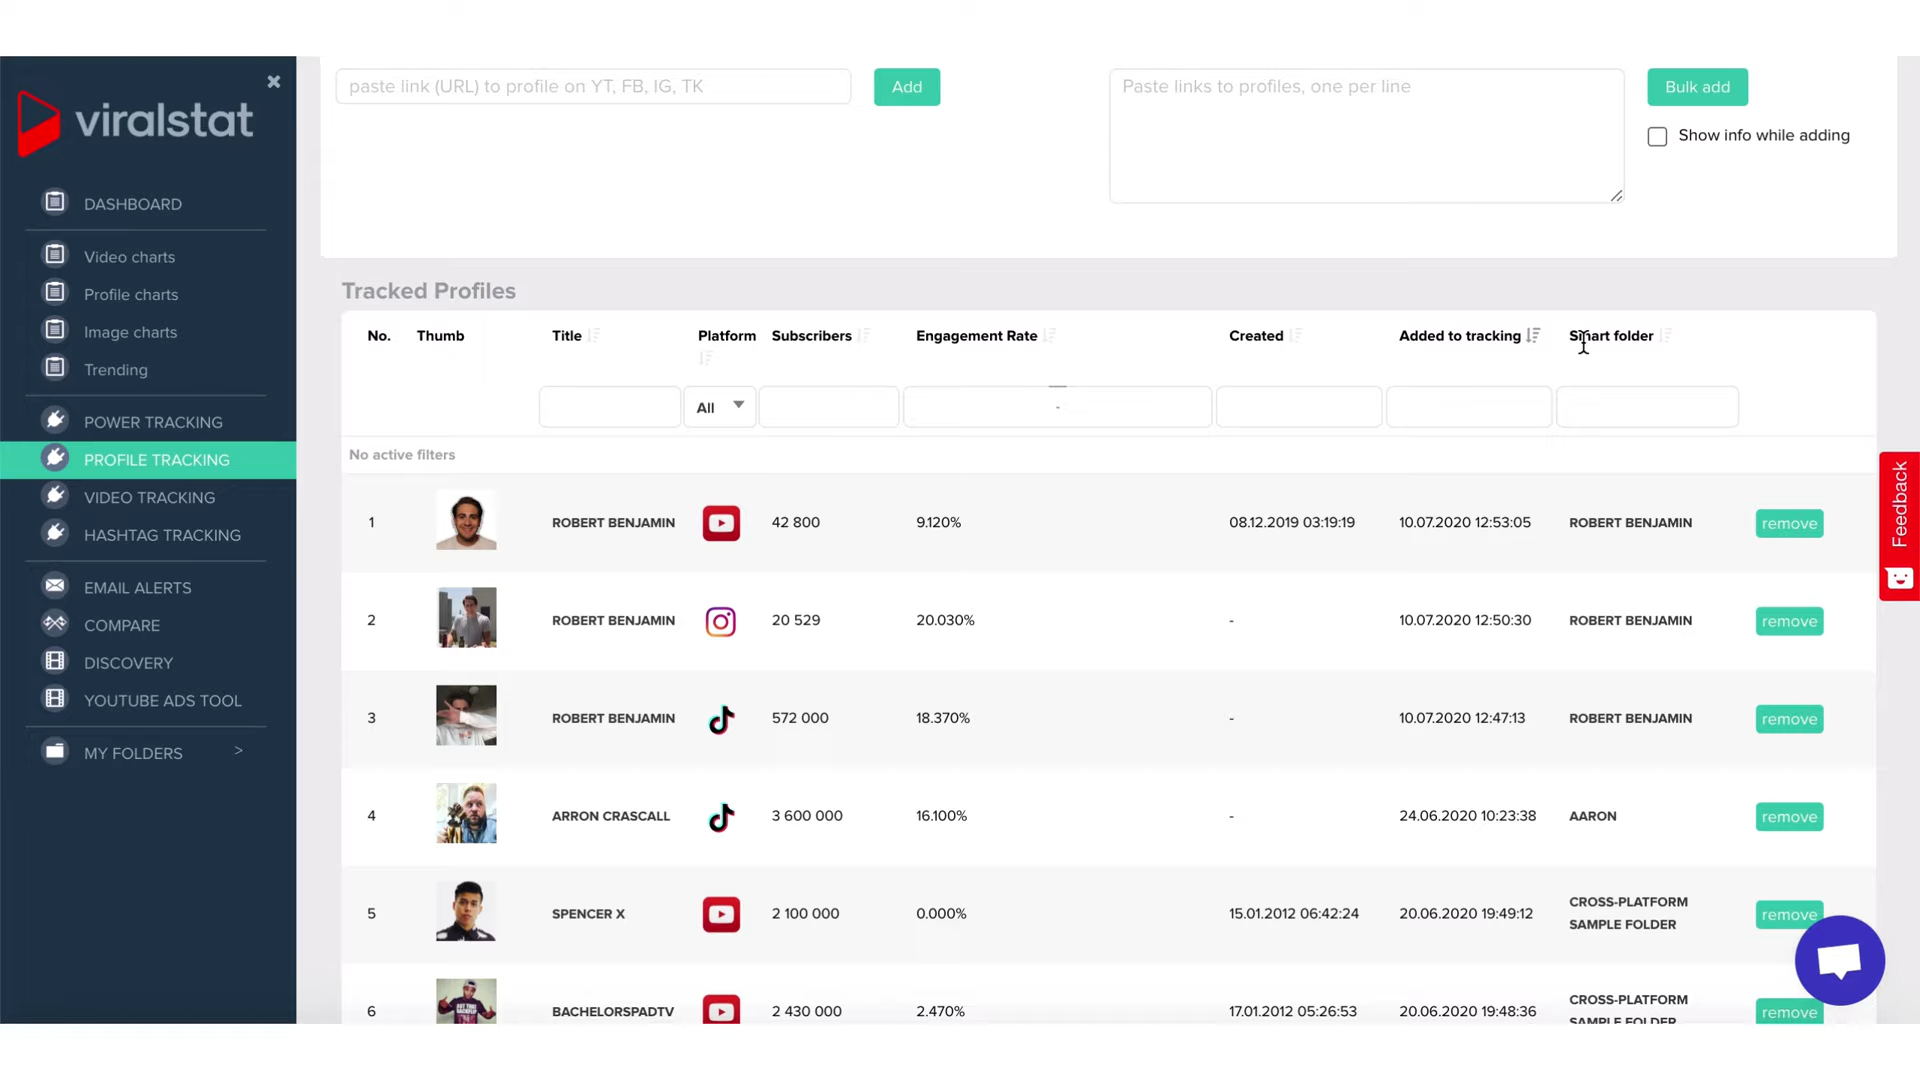 viralstat
DASHBOARD
Video charts
Profile charts
Image charts
Trending
POWER TRACKING
PROFILE TRACKING
VIDEO TRACKING
HASHTAG TRACKING
EMAIL ALERTS
COMPARE
DISCOVERY
YOUTUBE ADS TOOL
MY FOLDERS >
paste link (URL) to profile on YT, FB, IG, TK
Add
Paste links to profiles, one per line
Bulk add
Show info while adding
Tracked Profiles
No. Thumb Title Platform Subscribers Engagement Rate Created Added to tracking Smart folder
All -
No active filters
1 ROBERT BENJAMIN 42 800 9.120% 08.12.2019 03:19:19 10.07.2020 12:53:05 ROBERT BENJAMIN remove
2 ROBERT BENJAMIN 20 529 20.030% - 10.07.2020 12:50:30 ROBERT BENJAMIN remove
3 ROBERT BENJAMIN 572 000 18.370% - 10.07.2020 12:47:13 ROBERT BENJAMIN remove
4 ARRON CRASCALL 3 600 000 16.100% - 24.06.2020 10:23:38 AARON remove
5 SPENCER X 2 100 000 0.000% 15.01.2012 06:42:24 20.06.2020 19:49:12 CROSS-PLATFORM remove
SAMPLE FOLDER
6 BACHELORSPADTV 2 430 000 2.470% 17.01.2012 05:26:53 20.06.2020 19:48:36 CROSS-PLATFORM remove
SAMPLE FOLDER
Feedback